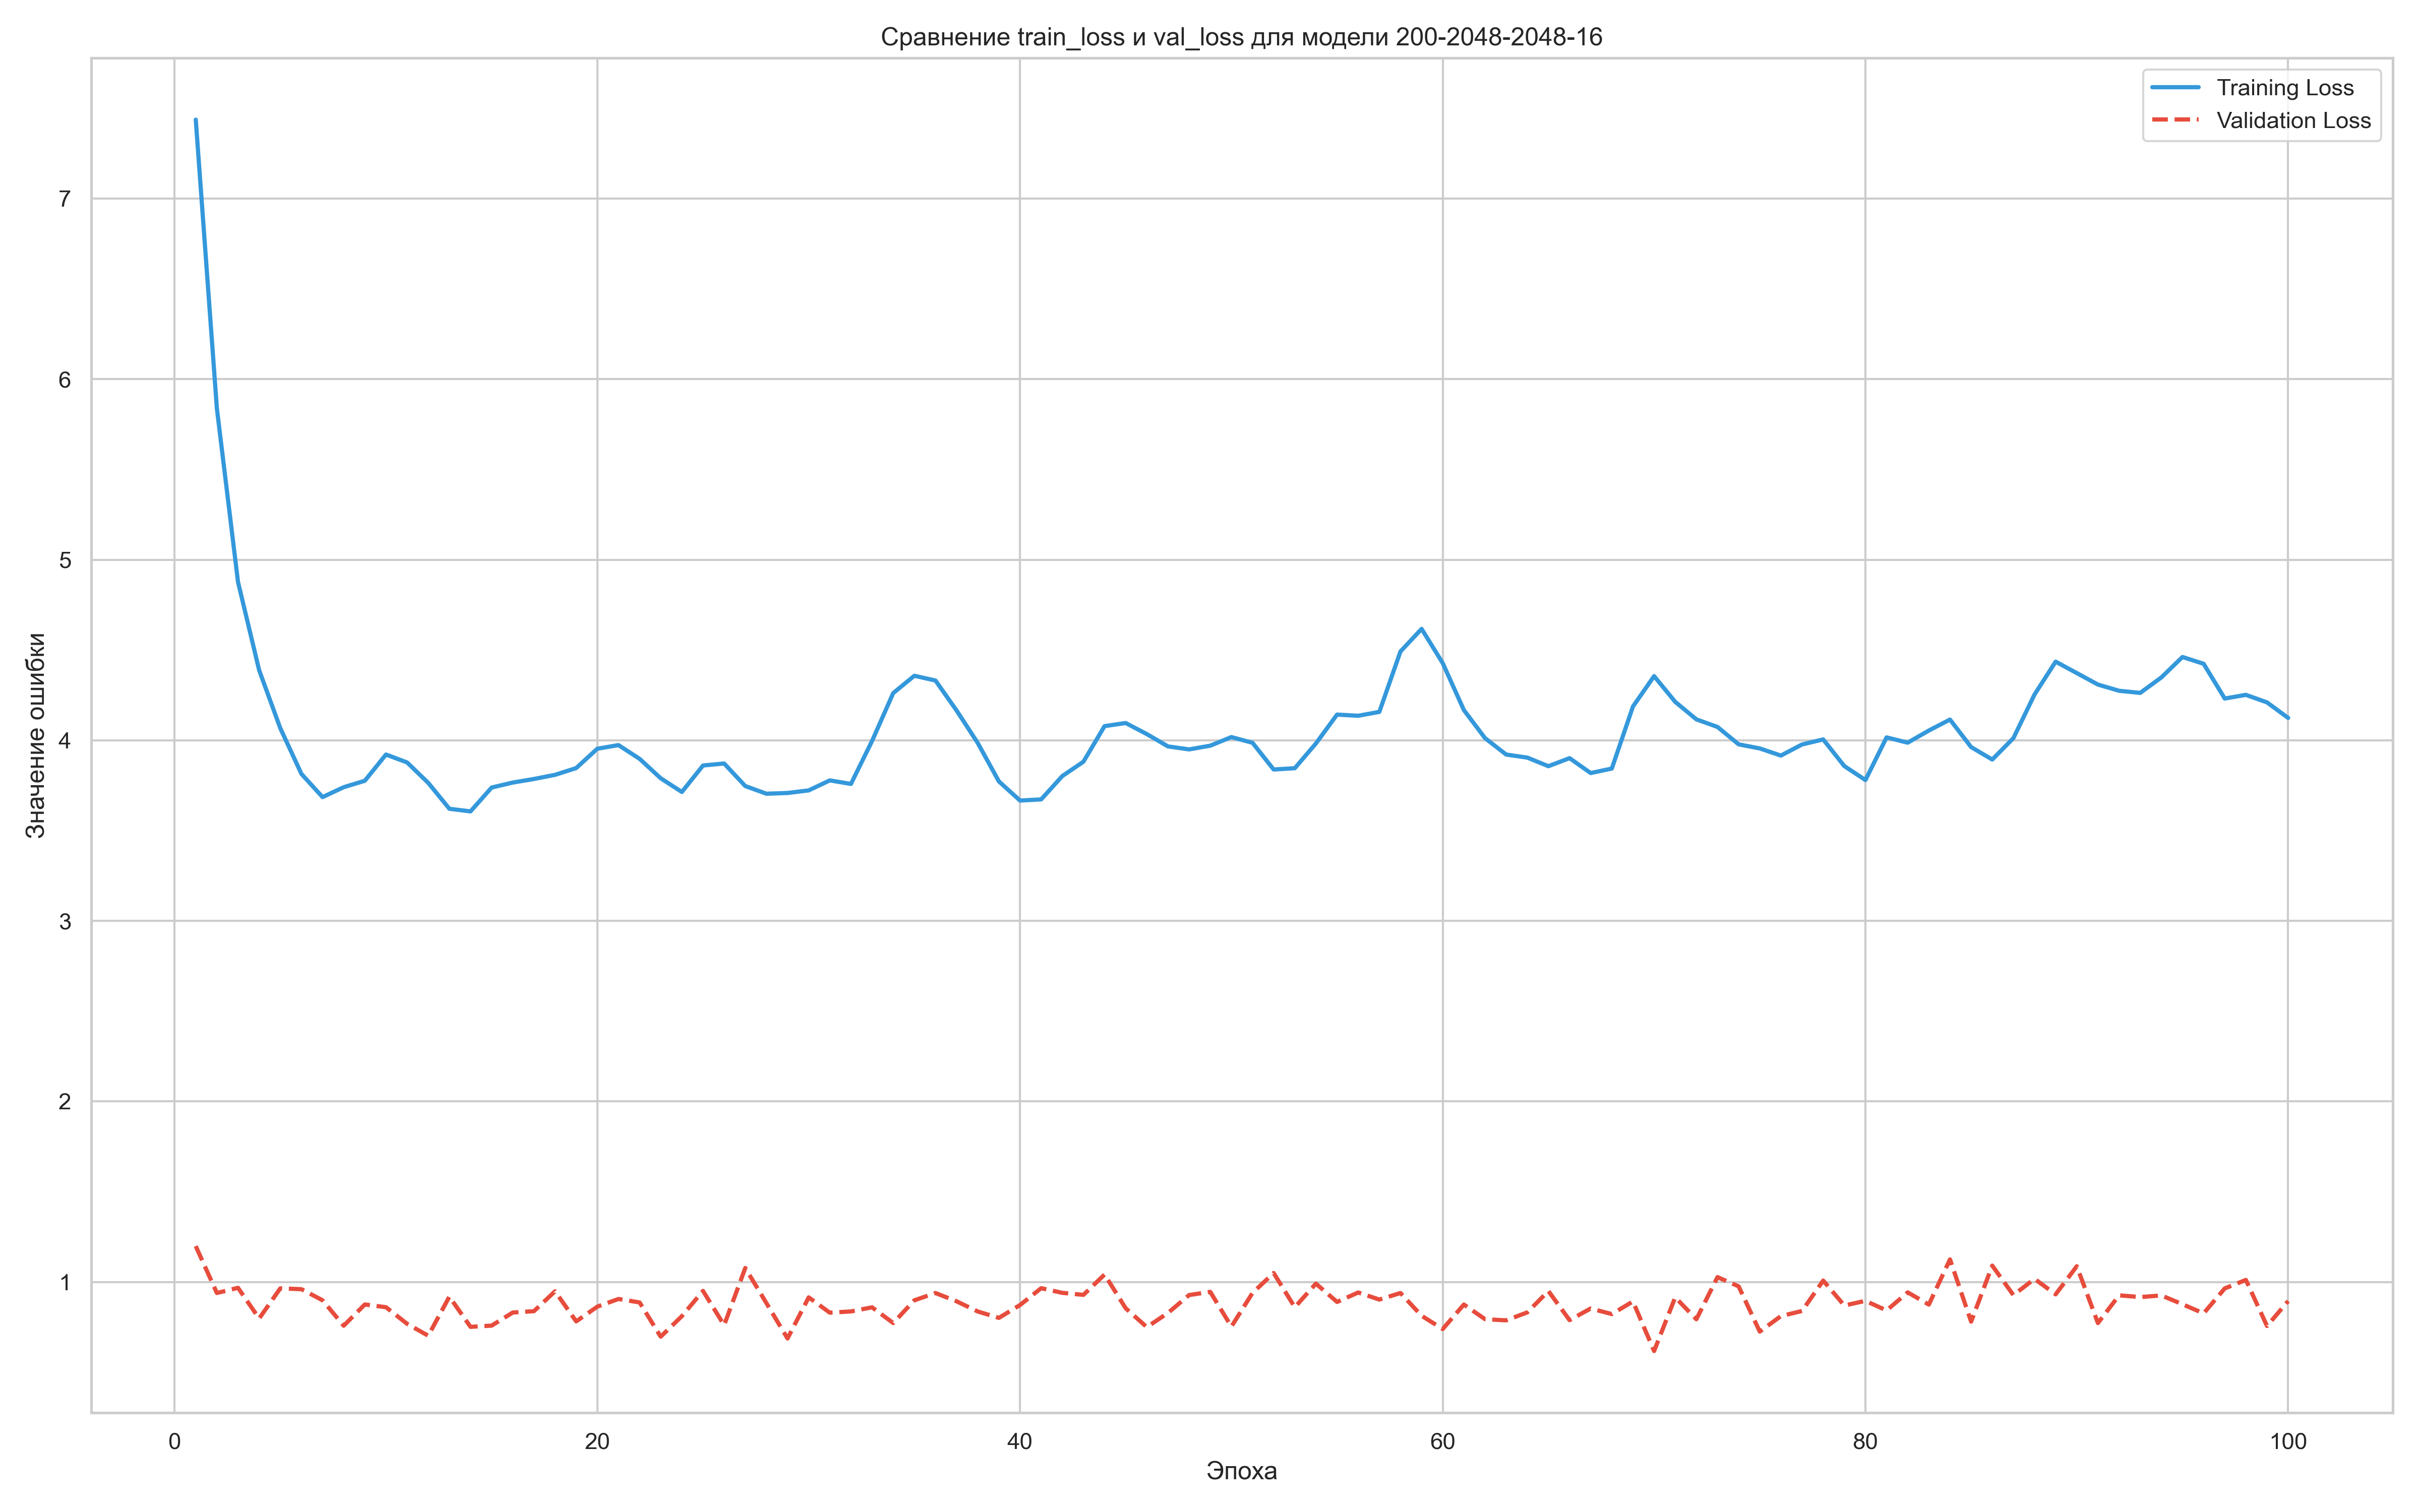 Сравнение train_loss и val_loss для модели 200-2048-2048-16
Training Loss
Validation Loss
Значение ошибки
7
6
5
4
3
2
1
0
20
40
60
80
100
Эпоха